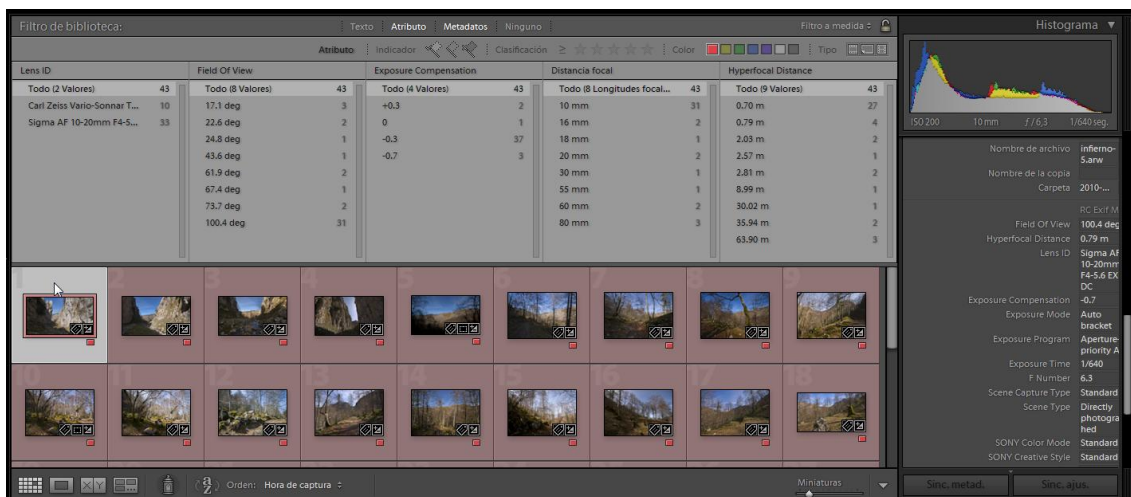 Filtro de biblioteca: Texto Atributo Metadatos Ninguno Filtro a medida
Atributo Indicador Clasificación ≥ Color Tipo
Lens ID Field Of View Exposure Compensation Distancia focal Hyperfocal Distance
Todo (2 Valores) 43 Todo (8 Valores) 43 Todo (4 Valores) 43 Todo (8 Longitudes focal... 43 Todo (9 Valores) 43
Carl Zeiss Vario-Sonnar T... 10 17.1 deg 3 +0.3 2 10 mm 31 0.70 m 27
Sigma AF 10-20mm F4-5... 33 22.6 deg 2 0 1 16 mm 2 0.79 m 4
24.8 deg 1 -0.3 37 18 mm 1 2.03 m 2
43.6 deg 1 -0.7 3 20 mm 2 2.57 m 1
61.9 deg 2 30 mm 1 2.81 m 2
67.4 deg 1 55 mm 1 8.99 m 1
73.7 deg 2 60 mm 2 30.02 m 1
100.4 deg 31 80 mm 3 35.94 m 2
63.90 m 3
1 2 3 4 5 6 7 8 9
10 11 12 13 14 15 16 17 18
Orden: Hora de captura Miniaturas
Histograma
ISO 200 10 mm f / 6,3 1/640 seg.
Nombre de archivo infierno-
5.arw
Nombre de la copia
Carpeta 2010-...
RC Exif M
Field Of View 100.4 deg
Hyperfocal Distance 0.79 m
Lens ID Sigma AF
10-20mm
F4-5.6 EX
DC
Exposure Compensation -0.7
Exposure Mode Auto
bracket
Exposure Program Aperture-
priority A
Exposure Time 1/640
F Number 6.3
Scene Capture Type Standard
Scene Type Directly
photogra
hed
SONY Color Mode Standard
SONY Creative Style Standard
Sinc. metad. Sinc. ajus.